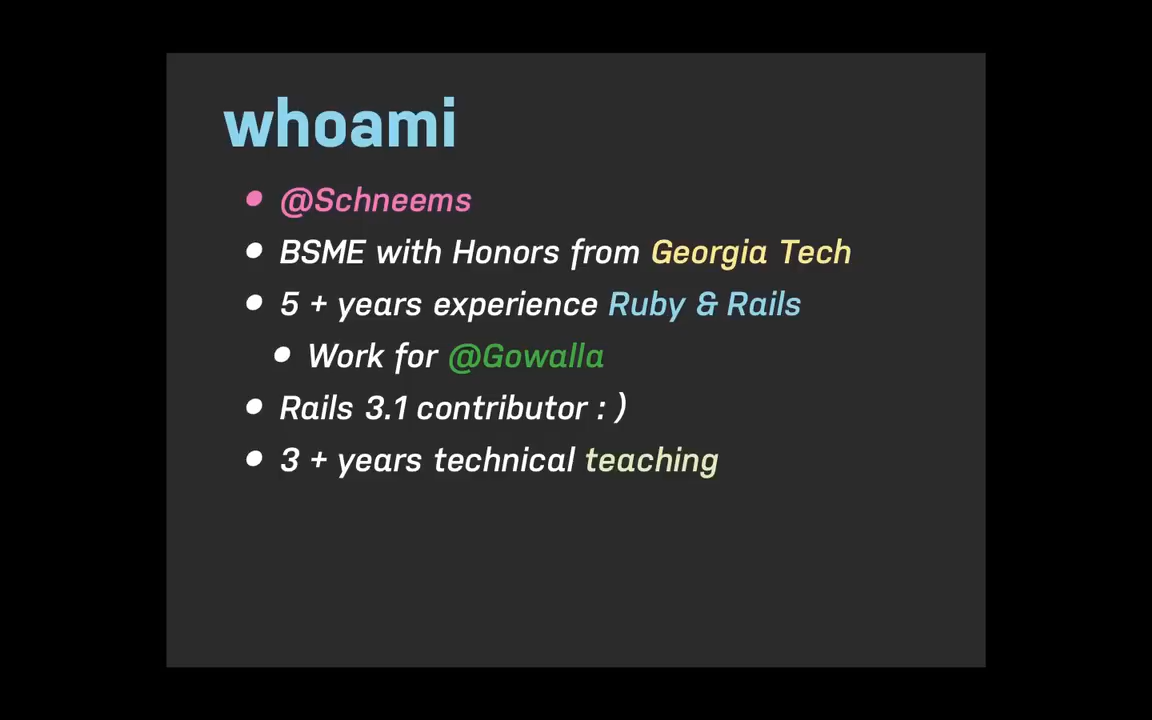 whoami
@Schneems
BSME with Honors from Georgia Tech
5 + years experience Ruby & Rails
Work for @Gowalla
Rails 3.1 contributor : )
3 + years technical teaching